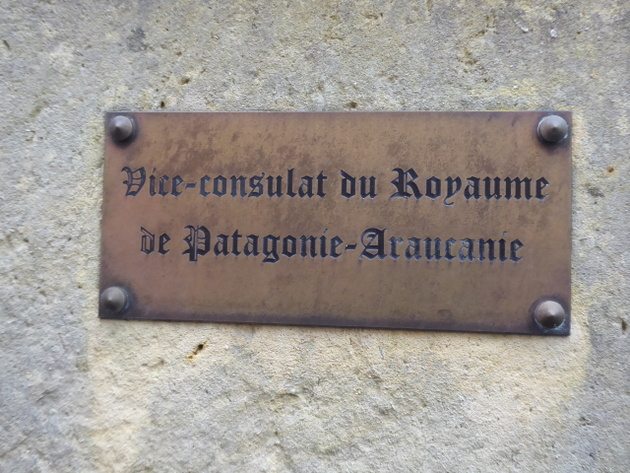 Vice-consulat du Royaume
de Patagonie-Araucanie